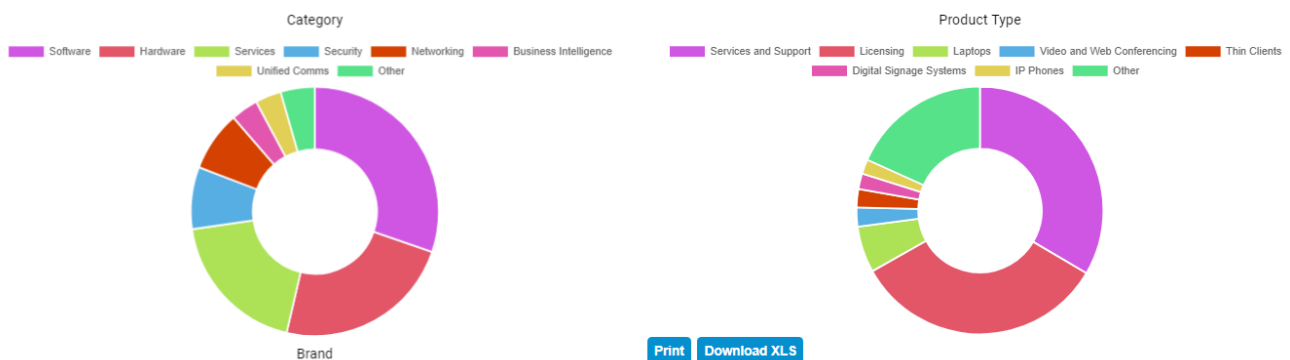 Category
Software Hardware Services Security Networking Business Intelligence
Unified Comms Other
Brand
Product Type
Services and Support Licensing Laptops Video and Web Conferencing Thin Clients
Digital Signage Systems IP Phones Other
Print Download XLS